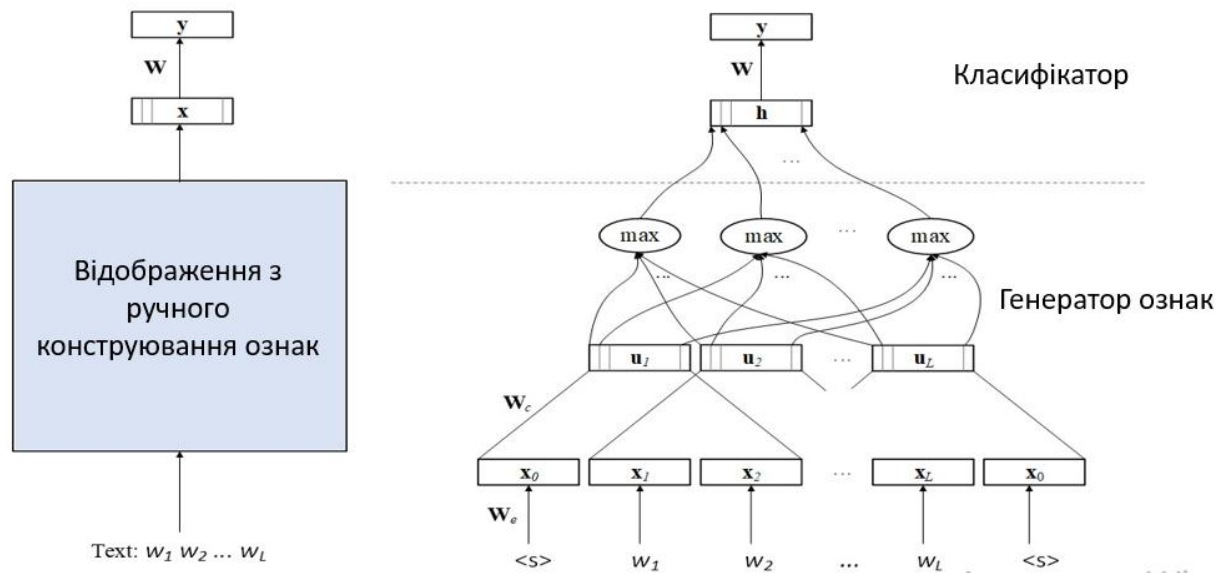 y
W
x
Відображення з
ручного
конструювання ознак
Text: w1 w2 ... wL
y
W
Класифікатор
h
...
max max ... max
... ... ...
Генератор ознак
u1 u2 ... uL
Wc
x0 x1 x2 ... xL x0
We
<s> w1 w2 ... wL <s>